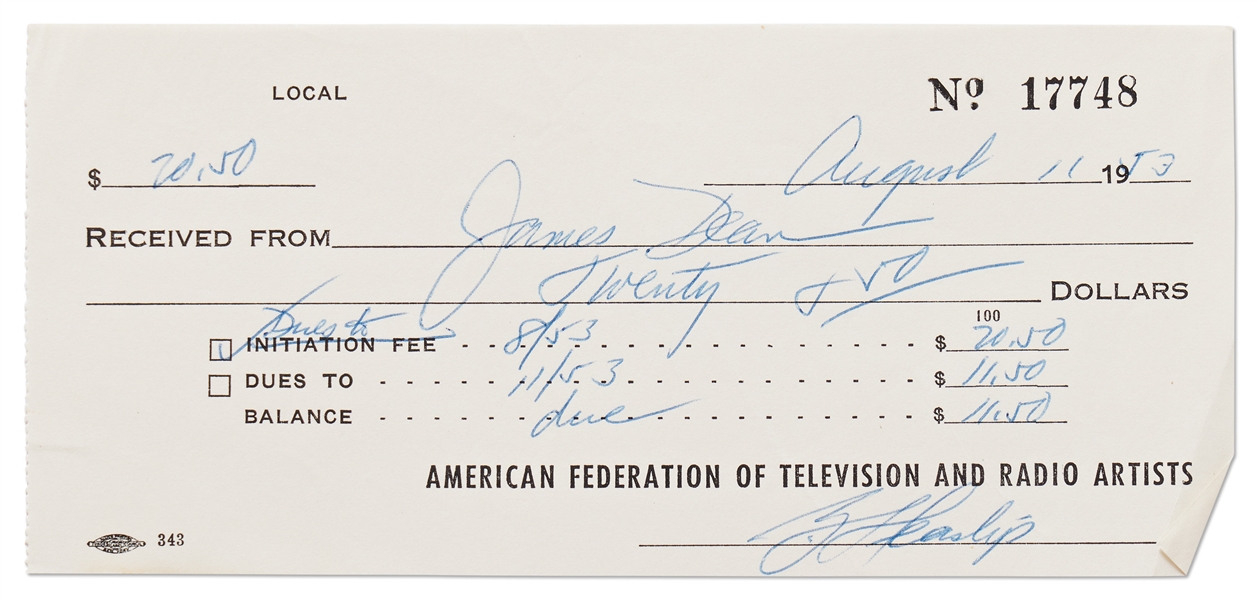 LOCAL Nº 17748
$ 20.50 August 11 1953
RECEIVED FROM James Dean
Twenty + 50 DOLLARS
Dues to 100
INITIATION FEE 8/53 $ 20.50
DUES TO 11/53 $ 11.50
BALANCE due $ 11.50
AMERICAN FEDERATION OF TELEVISION AND RADIO ARTISTS
343